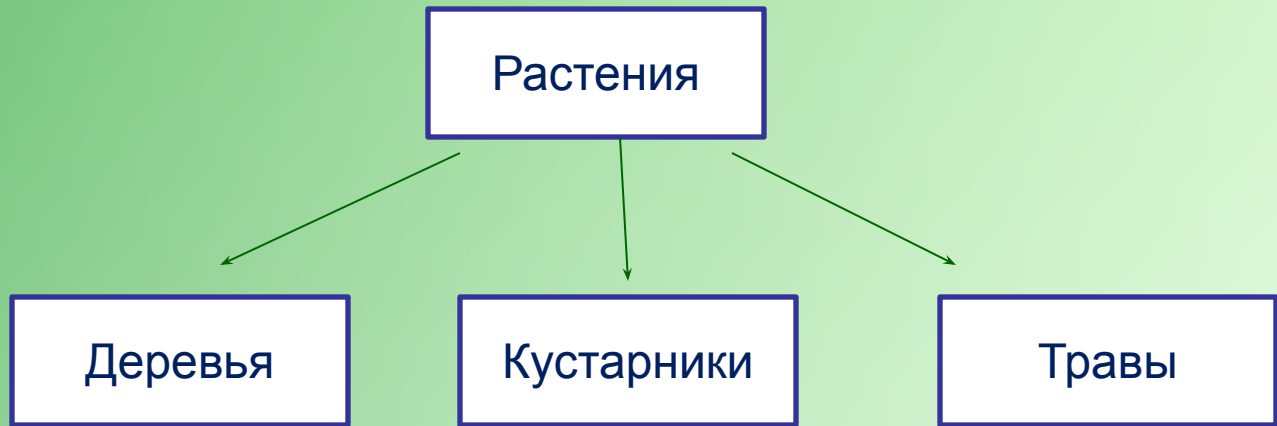 Растения
Деревья
Кустарники
Травы